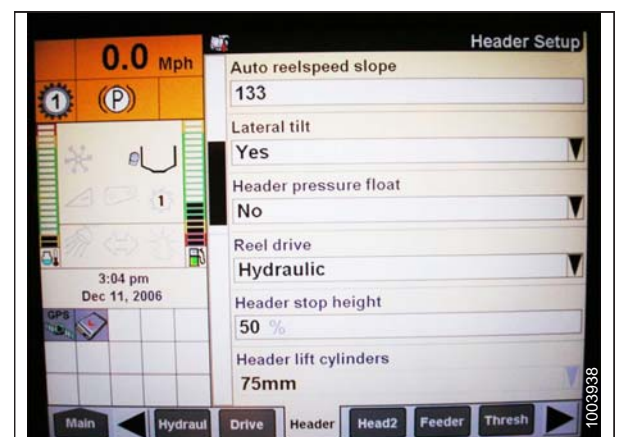 0.0 Mph
Header Setup
Auto reelspeed slope
133
1
(P)
Lateral tilt
Yes
Header pressure float
No
1
Reel drive
Hydraulic
3:04 pm
Dec 11, 2006
Header stop height
50 %
GPS
Header lift cylinders
75mm
1003938
Main
Hydraul
Drive
Header
Head2
Feeder
Thresh